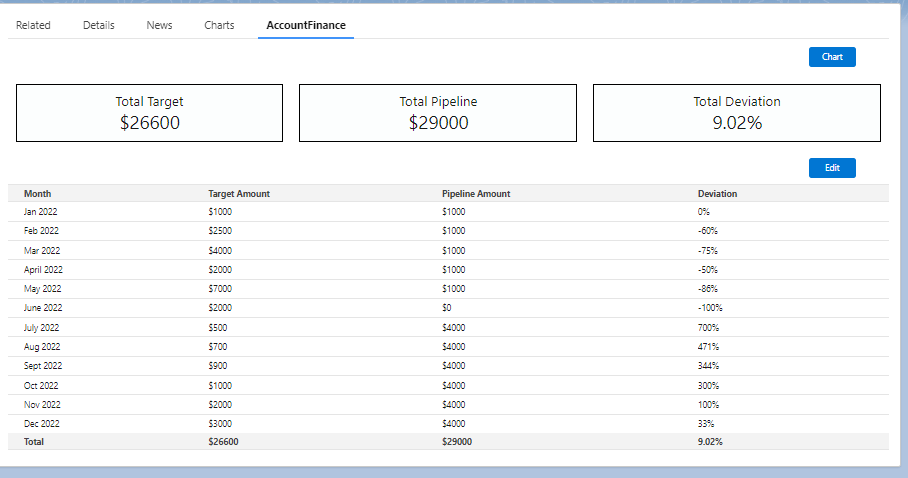 Related Details News Charts AccountFinance
Chart
Total Target Total Pipeline Total Deviation
$26600 $29000 9.02%
Edit
Month Target Amount Pipeline Amount Deviation
Jan 2022 $1000 $1000 0%
Feb 2022 $2500 $1000 -60%
Mar 2022 $4000 $1000 -75%
April 2022 $2000 $1000 -50%
May 2022 $7000 $1000 -86%
June 2022 $2000 $0 -100%
July 2022 $500 $4000 700%
Aug 2022 $700 $4000 471%
Sept 2022 $900 $4000 344%
Oct 2022 $1000 $4000 300%
Nov 2022 $2000 $4000 100%
Dec 2022 $3000 $4000 33%
Total $26600 $29000 9.02%